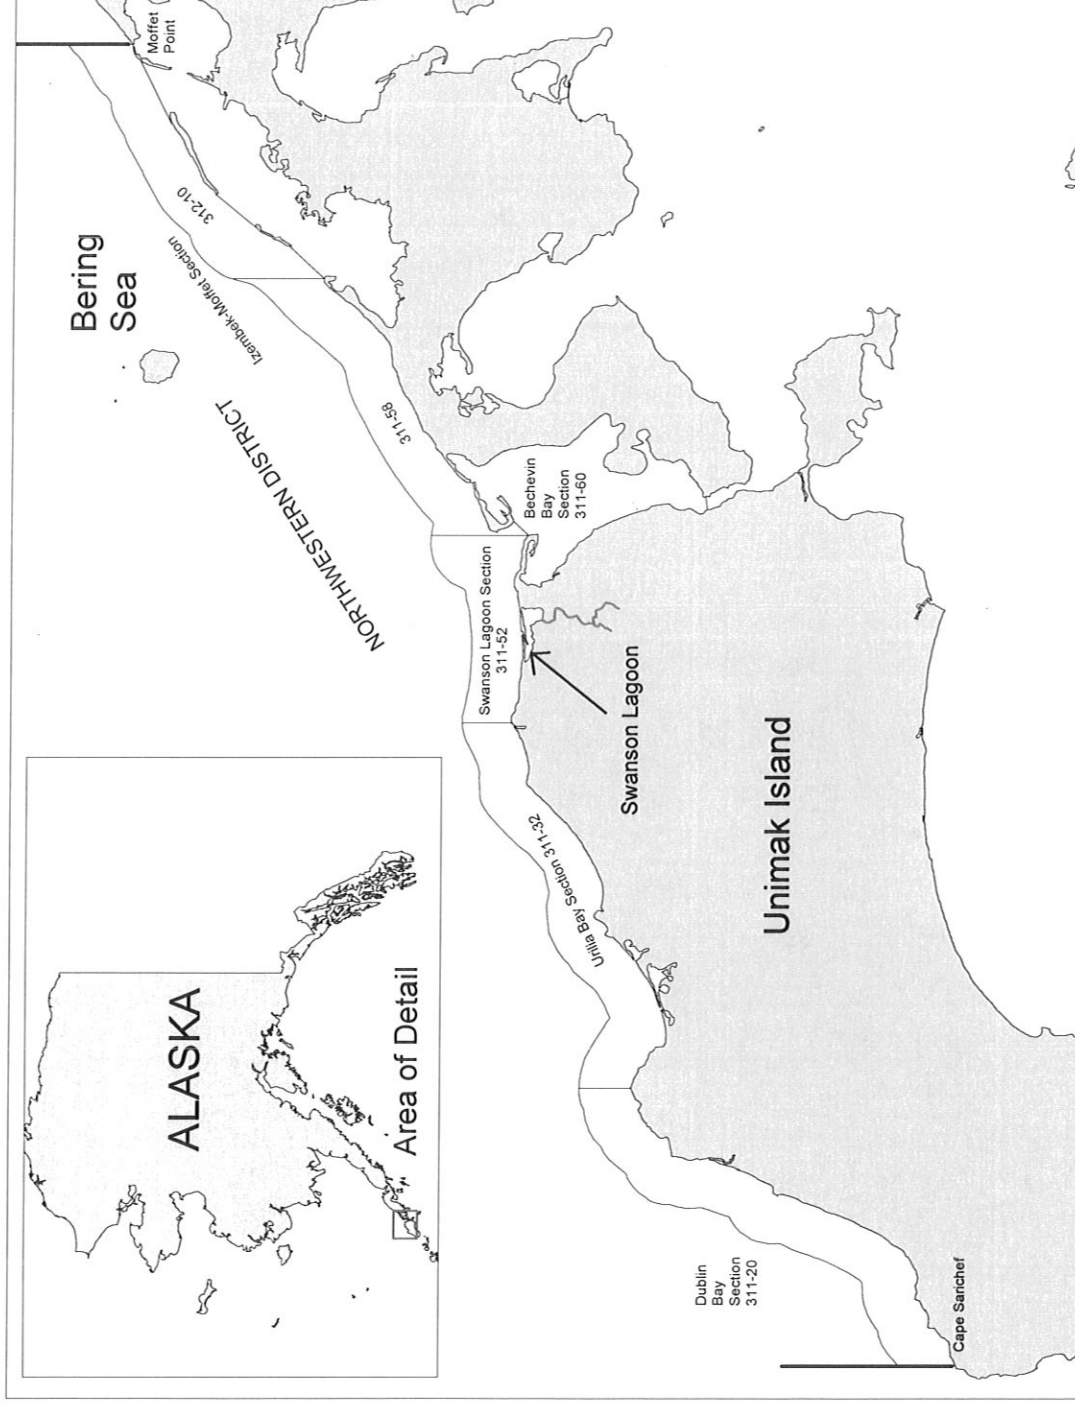 ALASKA
Area of Detail
Bering
Sea
NORTHWESTERN DISTRICT
Moffet
Point
312-10
Izembek-Moffet Section
311-58
Bechevin
Bay
Section
311-60
Swanson Lagoon Section
311-52
Swanson Lagoon
Urilia Bay Section 311-32
Unimak Island
Dublin
Bay
Section
311-20
Cape Sarichef